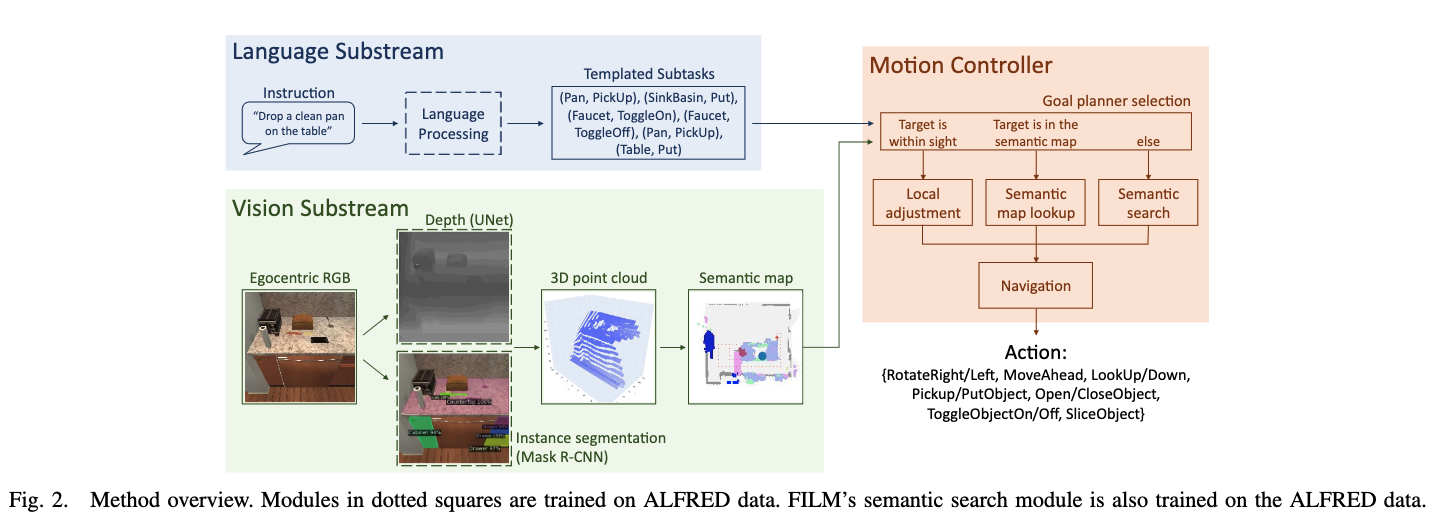 Language Substream
Instruction
"Drop a clean pan
on the table"
Language
Processing
Templated Subtasks
(Pan, PickUp), (SinkBasin, Put),
(Faucet, ToggleOn), (Faucet,
ToggleOff), (Pan, PickUp),
(Table, Put)
Vision Substream
Egocentric RGB
Depth (UNet)
Instance segmentation
(Mask R-CNN)
3D point cloud
Semantic map
Motion Controller
Goal planner selection
Target is
within sight
Target is in the
semantic map
else
Local
adjustment
Semantic
map lookup
Semantic
search
Navigation
Action:
{RotateRight/Left, MoveAhead, LookUp/Down,
Pickup/PutObject, Open/CloseObject,
ToggleObjectOn/Off, SliceObject}
Fig. 2. Method overview. Modules in dotted squares are trained on ALFRED data. FILM's semantic search module is also trained on the ALFRED data.